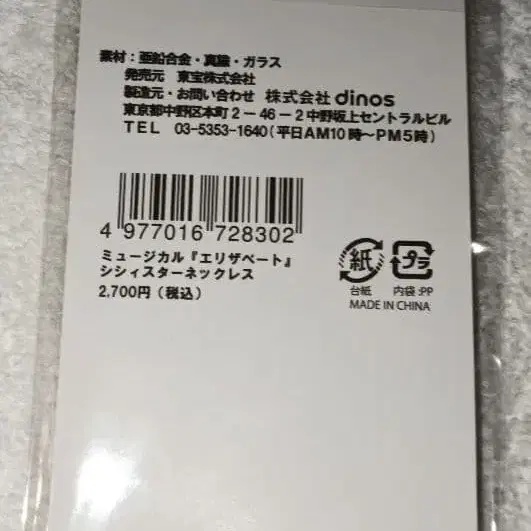 素材：亜鉛合金・真鍮・ガラス
発売元　東宝株式会社
製造元・お問い合わせ　株式会社 dinos
東京都中野区本町２－４６－２中野坂上セントラルビル
ＴＥＬ　03-5353-1640（平日AM10時～PM5時）
4 977016 728302
ミュージカル『エリザベート』
シシィスターネックレス
2,700円（税込）
紙
台紙
プラ
内袋:PP
MADE IN CHINA